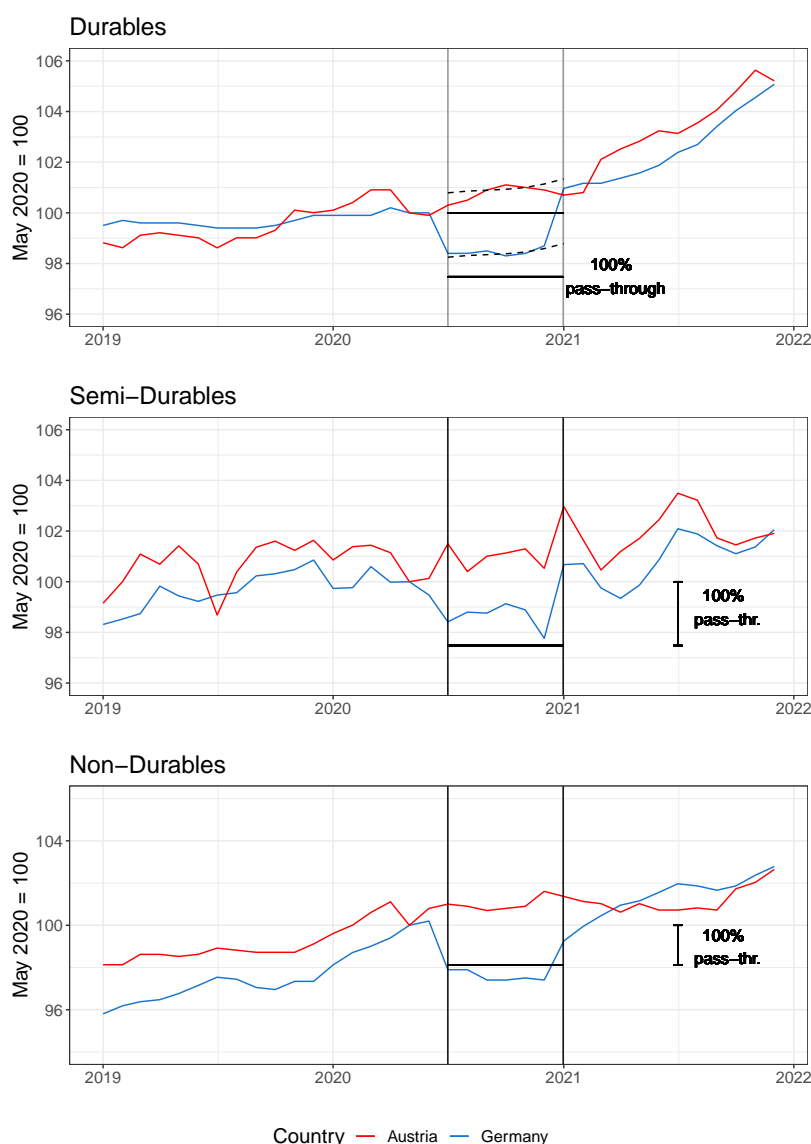 Durables
May 2020 = 100
106
104
102
100
98
96
100%
pass−through
2019 2020 2021 2022
Semi−Durables
May 2020 = 100
106
104
102
100
98
96
100%
pass−thr.
2019 2020 2021 2022
Non−Durables
May 2020 = 100
104
100
96
100%
pass−thr.
2019 2020 2021 2022
Country Austria Germany